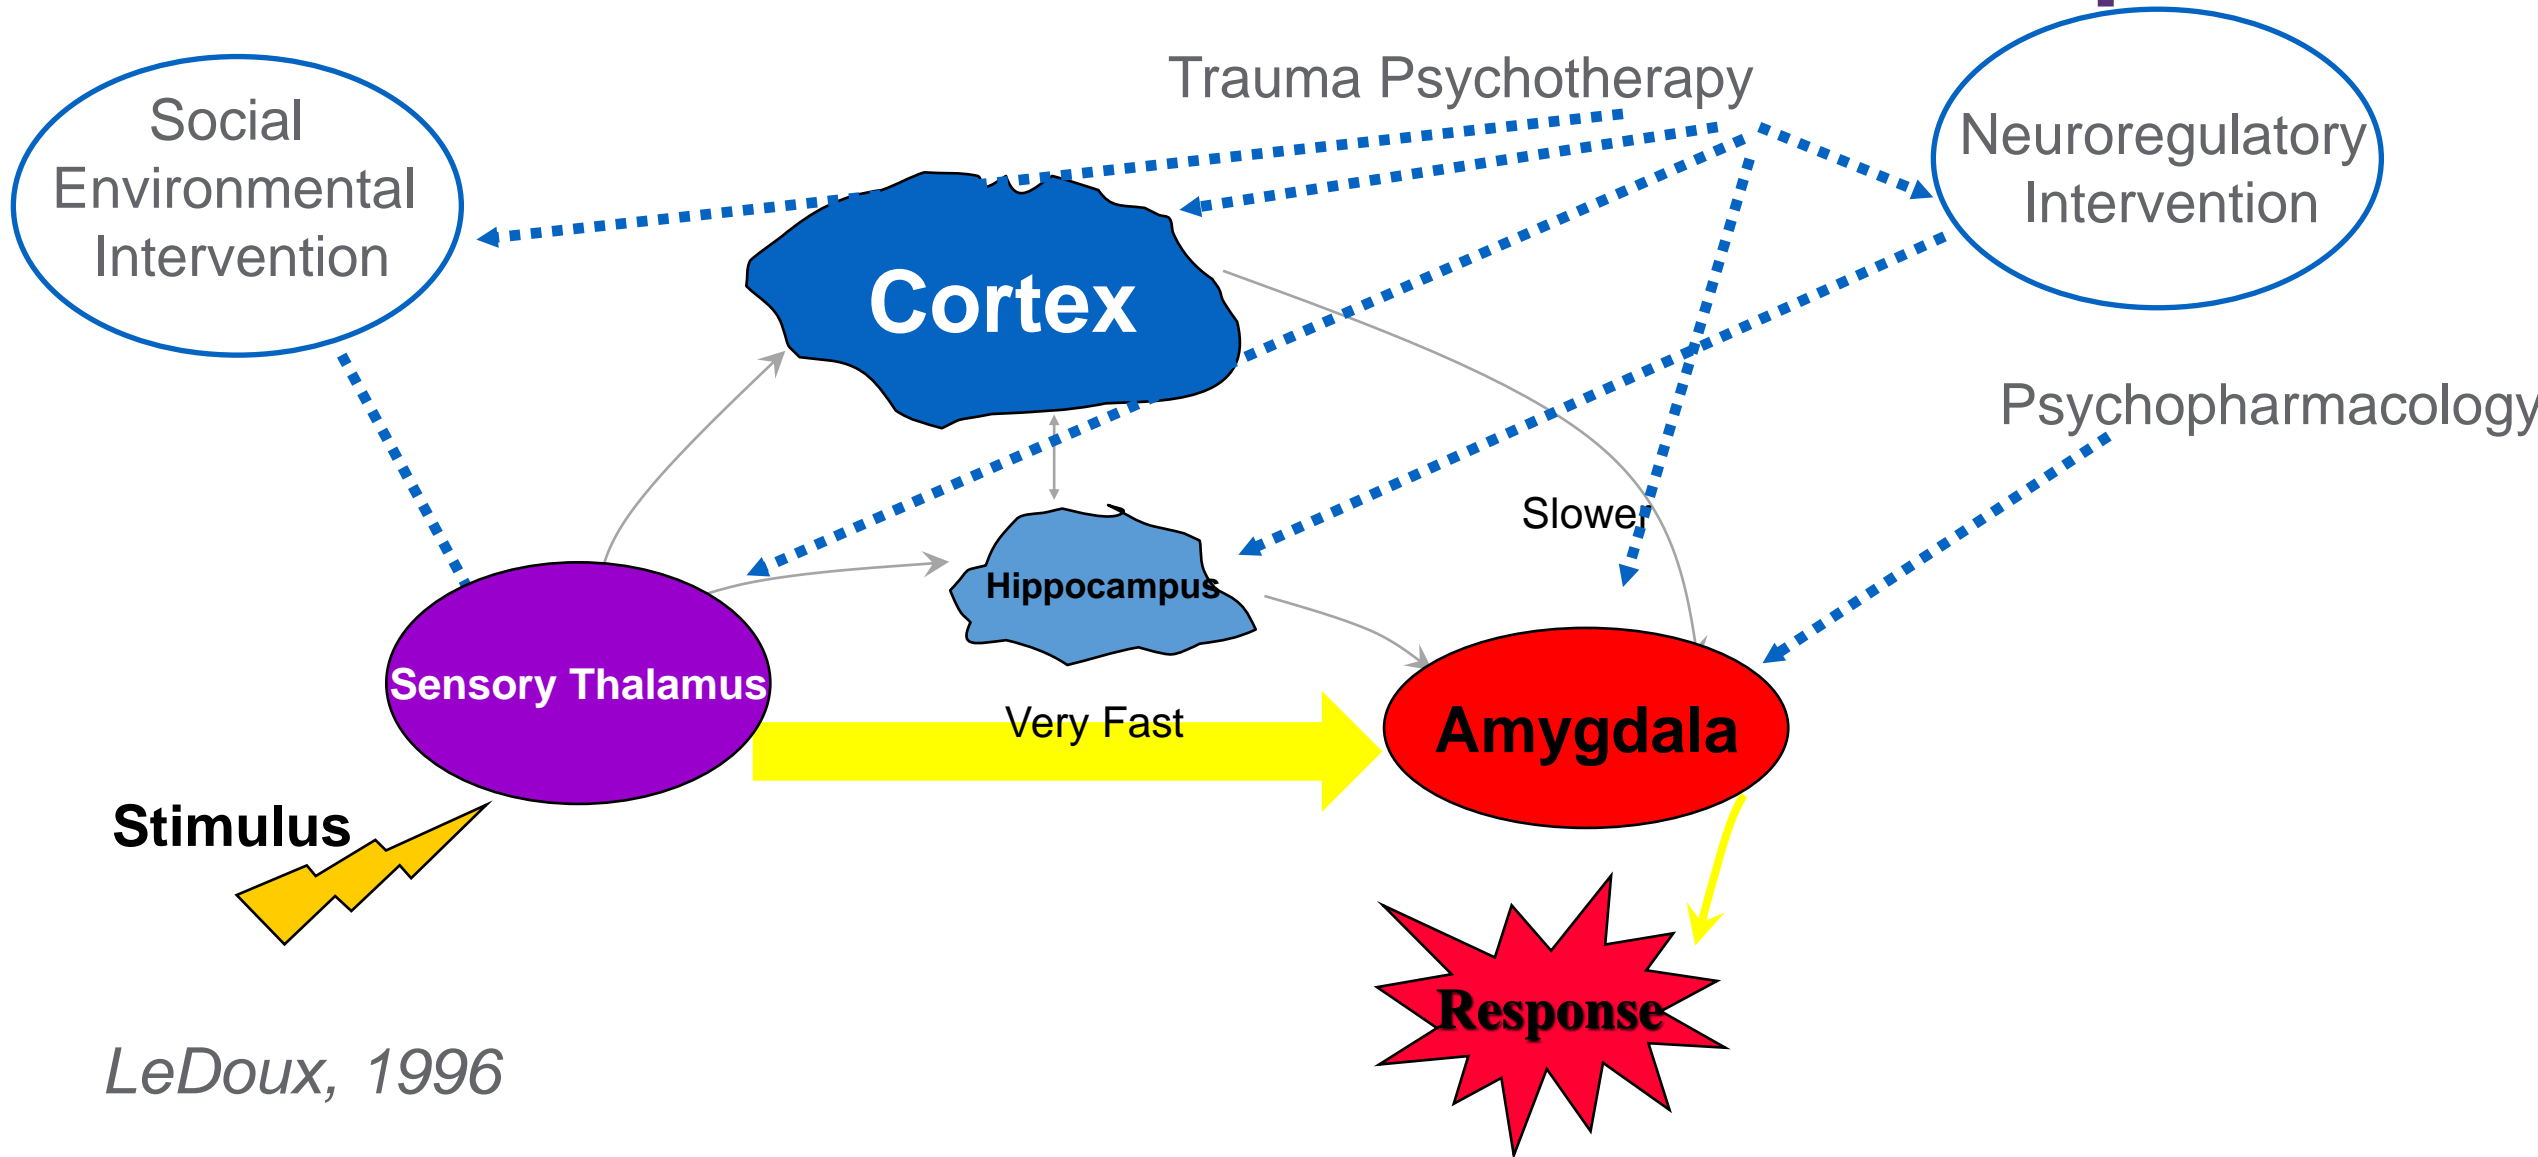 Trauma Psychotherapy
Social
Environmental
Intervention
Neuroregulatory
Intervention
Cortex
Psychopharmacology
Slower
Hippocampus
Sensory Thalamus
Very Fast
Amygdala
Stimulus
Response
LeDoux, 1996